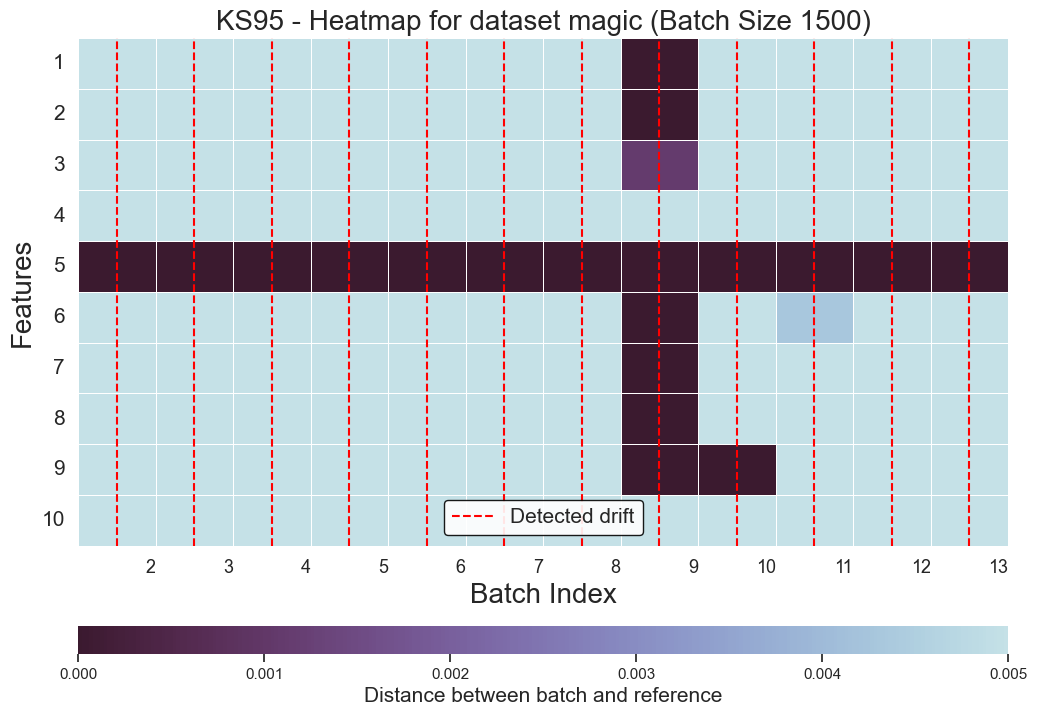 KS95 - Heatmap for dataset magic (Batch Size 1500)
1
2
3
4
5
6
7
8
9
10
Features
Detected drift
2 3 4 5 6 7 8 9 10 11 12 13
Batch Index
0.000 0.001 0.002 0.003 0.004 0.005
Distance between batch and reference